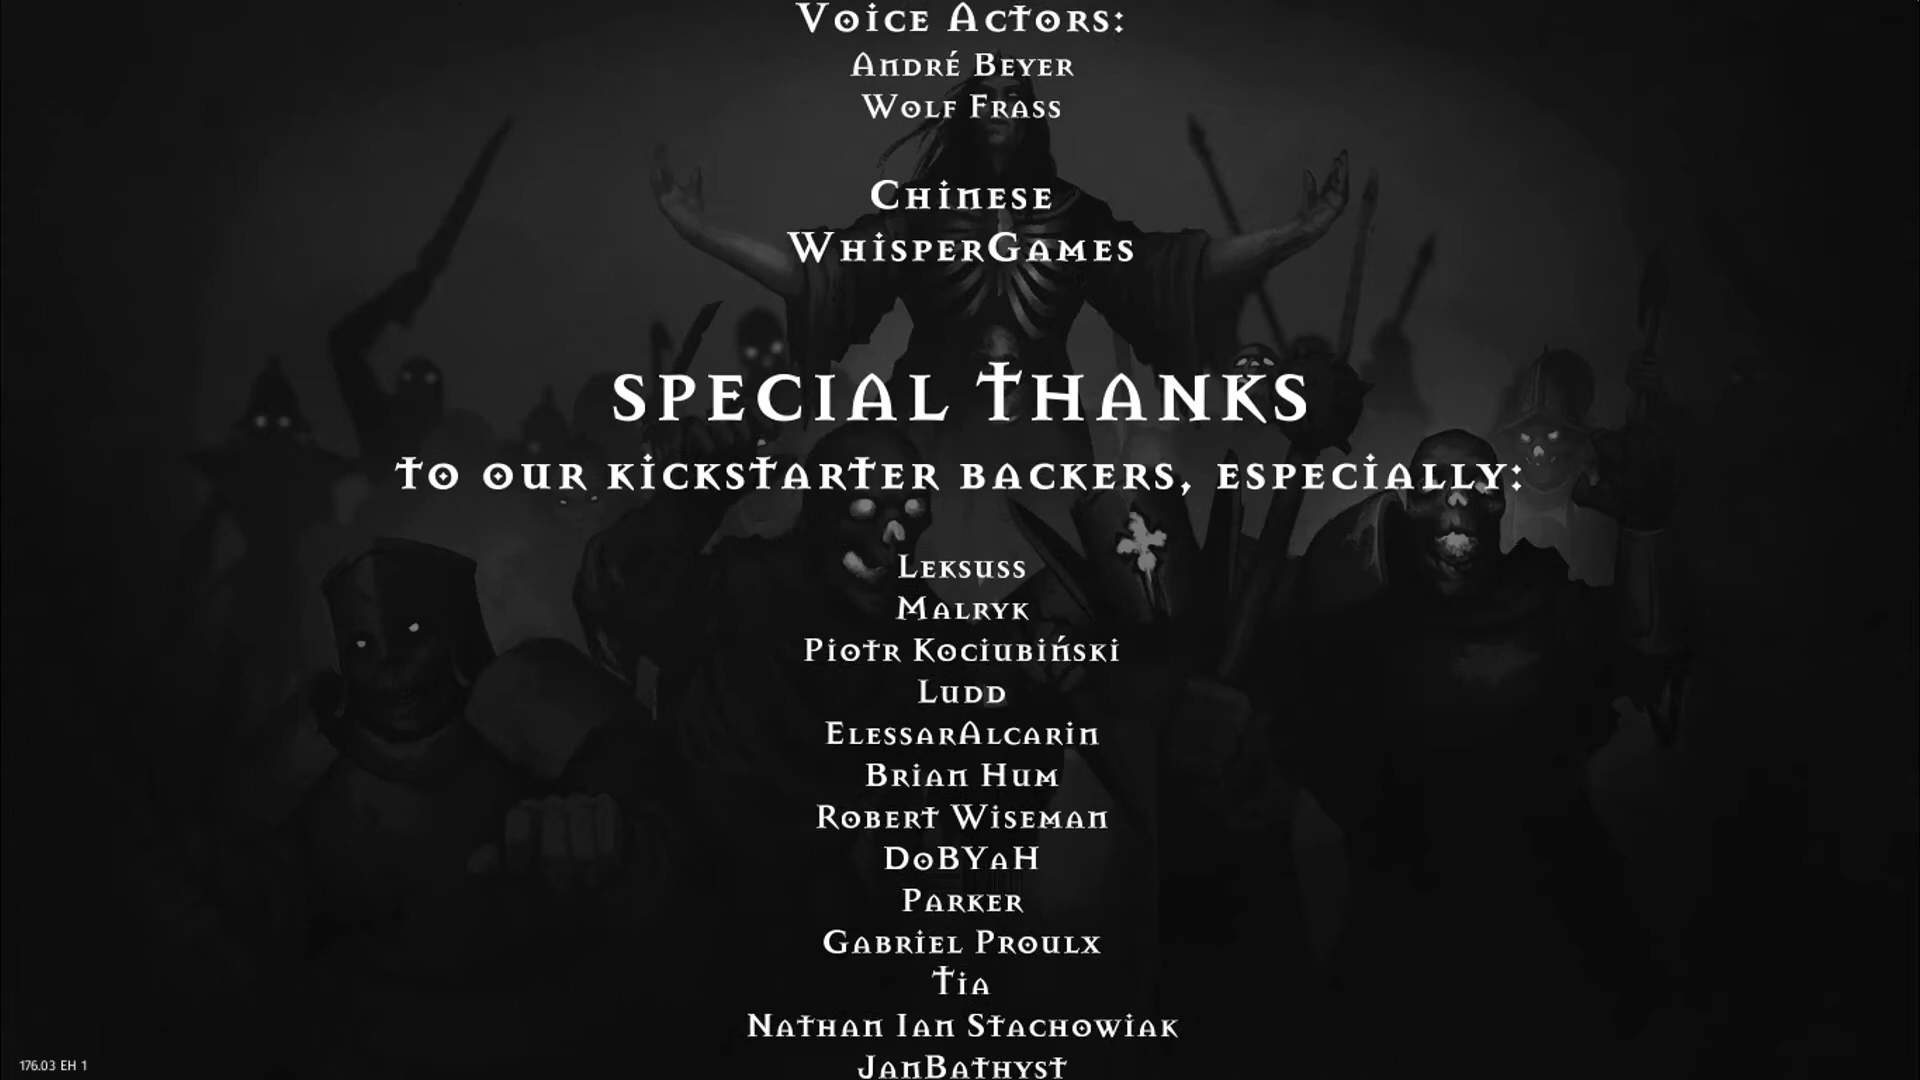 Voice Actors:
André Beyer
Wolf Frass
Chinese
WhisperGames
SPECIAL THANKS
TO OUR KICKSTARTER BACKERS, ESPECIALLY:
Leksuss
Malryk
Piotr Kociubiński
Ludd
ElessarAlcarin
Brian Hum
Robert Wiseman
DoBYaH
Parker
Gabriel Proulx
Tia
Nathan Ian Stachowiak
JanBathyst
176.03 EH 1